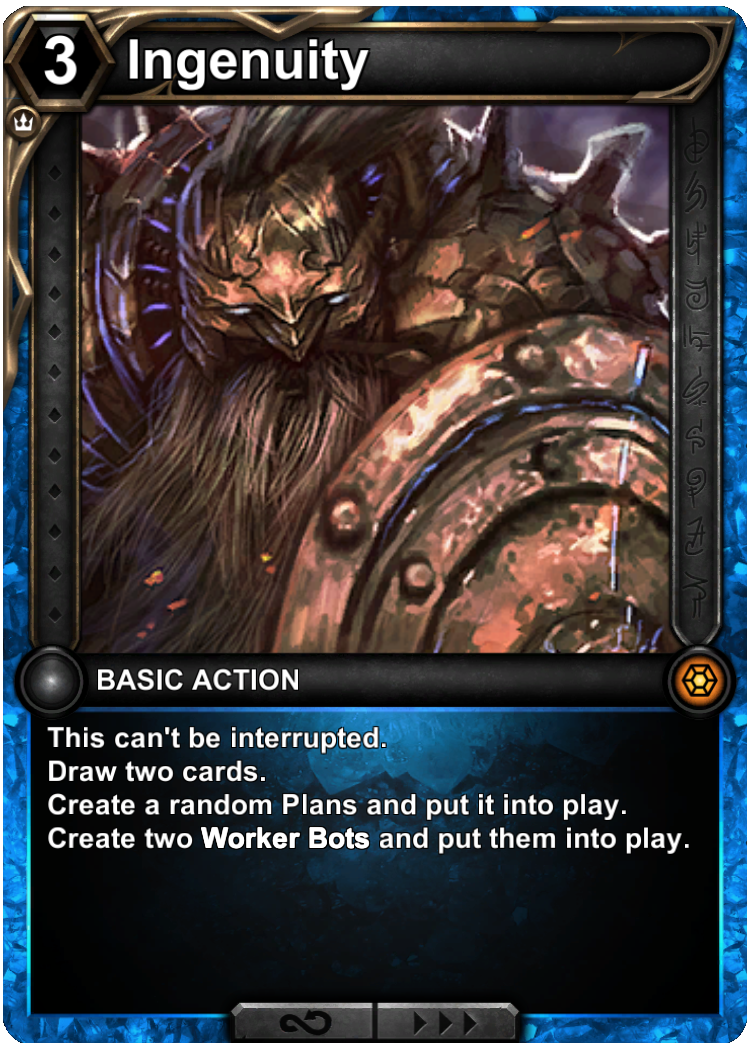 3
Ingenuity
BASIC ACTION
This can't be interrupted.
Draw two cards.
Create a random Plans and put it into play.
Create two Worker Bots and put them into play.